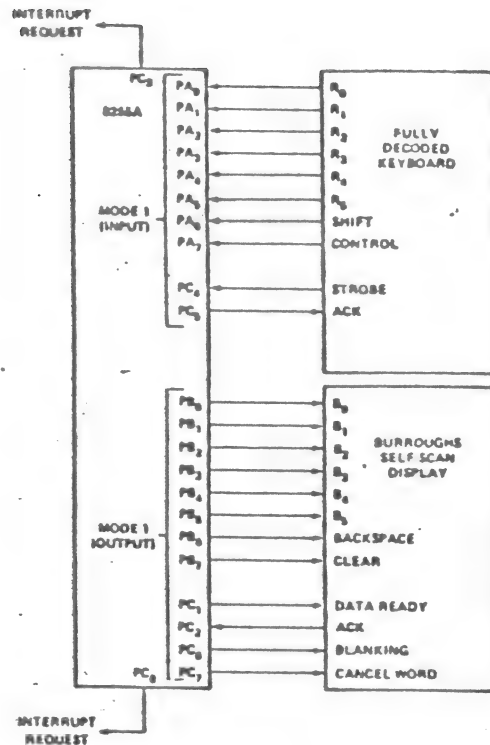 INTERRUPT
REQUEST
PC₃
8255A
MODE 1
(INPUT)
PA₀
PA₁
PA₂
PA₃
PA₄
PA₅
PA₆
PA₇
PC₄
PC₅
R₀
R₁
R₂
R₃
R₄
R₅
SHIFT
CONTROL
STROBE
ACK
FULLY
DECODED
KEYBOARD
MODE 1
(OUTPUT)
PB₀
PB₁
PB₂
PB₃
PB₄
PB₅
PB₆
PB₇
PC₁
PC₂
PC₆
PC₇
B₀
B₁
B₂
B₃
B₄
B₅
BACKSPACE
CLEAR
DATA READY
ACK
BLANKING
CANCEL WORD
BURROUGHS
SELF SCAN
DISPLAY
PC₀
INTERRUPT
REQUEST